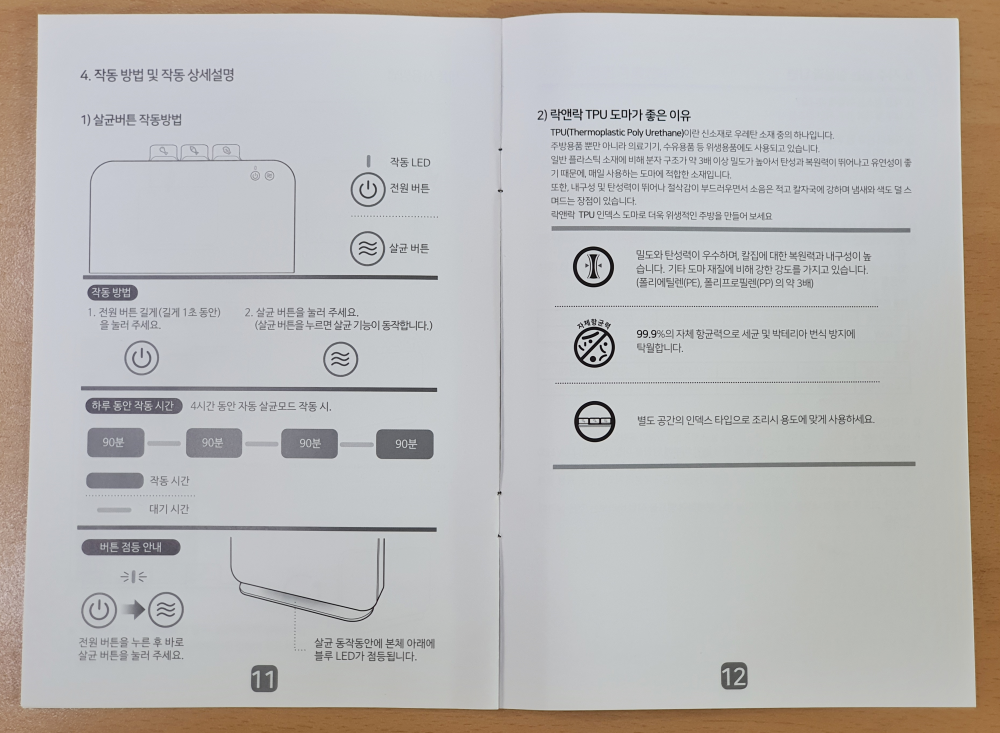 4. 작동 방법 및 작동 상세설명
1) 살균버튼 작동방법
작동 LED
전원 버튼
살균 버튼
작동 방법
1. 전원 버튼 길게(길게 1초 동안)
을 눌러 주세요.
2. 살균 버튼을 눌러 주세요.
(살균 버튼을 누르면 살균 기능이 동작합니다.)
하루 동안 작동 시간 4시간 동안 자동 살균모드 작동 시.
90분 90분 90분 90분
작동 시간
대기 시간
버튼 점등 안내
전원 버튼을 누른 후 바로
살균 버튼을 눌러 주세요.
살균 동작동안에 본체 아래에
블루 LED가 점등됩니다.
11
2) 락앤락 TPU 도마가 좋은 이유
TPU(Thermoplastic Poly Urethane)이란 신소재로 우레탄 소재 중의 하나입니다.
주방용품 뿐만 아니라 의료기기, 수유용품 등 위생용품에도 사용되고 있습니다.
일반 플라스틱 소재에 비해 분자 구조가 약 3배 이상 밀도가 높아서 탄성과 복원력이 뛰어나고 유연성이 좋
기 때문에, 매일 사용하는 도마에 적합한 소재입니다.
또한, 내구성 및 탄성력이 뛰어나 절삭감이 부드러우면서 소음은 적고 칼자국에 강하며 냄새와 색도 덜 스
며드는 장점이 있습니다.
락앤락 TPU 인덱스 도마로 더욱 위생적인 주방을 만들어 보세요
밀도와 탄성력이 우수하며, 칼집에 대한 복원력과 내구성이 높
습니다. 기타 도마 재질에 비해 강한 강도를 가지고 있습니다.
(폴리에틸렌(PE), 폴리프로필렌(PP) 의 약 3배)
자체항균력
99.9%의 자체 항균력으로 세균 및 박테리아 번식 방지에
탁월합니다.
별도 공간의 인덱스 타입으로 조리시 용도에 맞게 사용하세요.
12